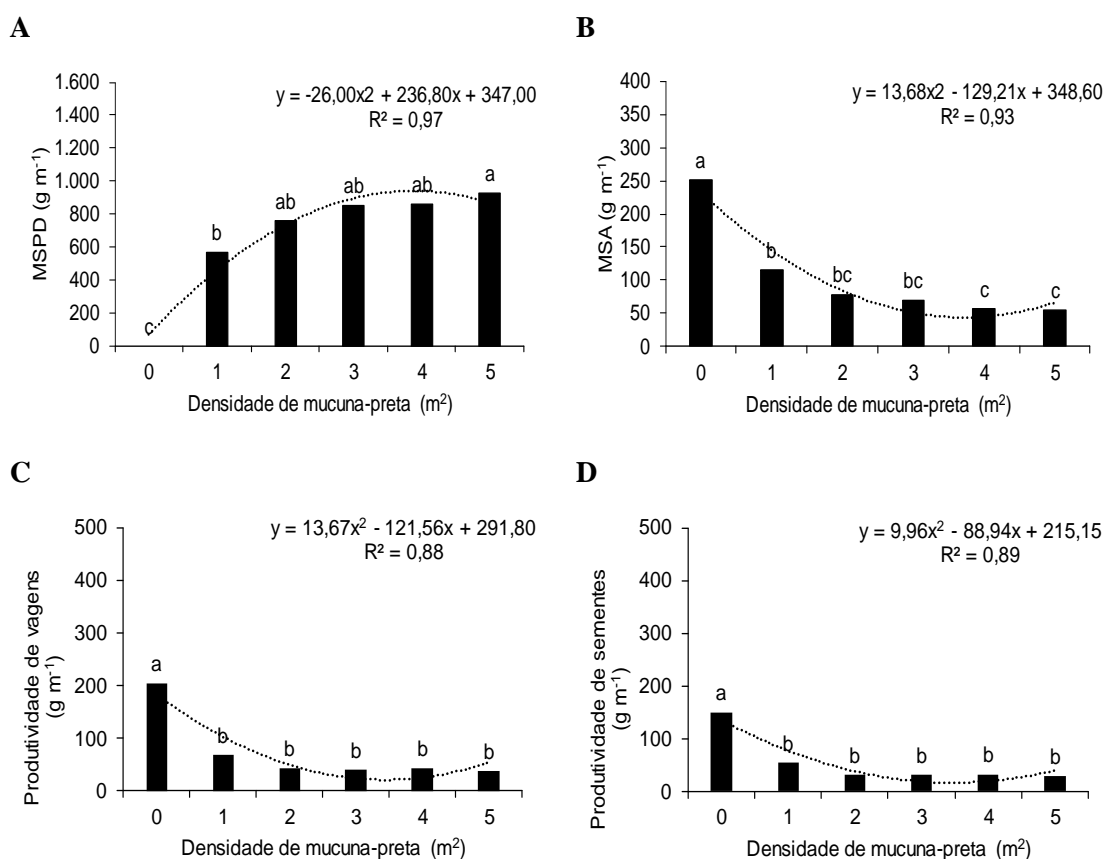 A
y = -26,00x2 + 236,80x + 347,00
R² = 0,97
MSPD (g m⁻¹)
1.600
1.400
1.200
1.000
800
600
400
200
0
c
b
ab
ab
ab
a
0 1 2 3 4 5
Densidade de mucuna-preta (m²)
B
y = 13,68x2 - 129,21x + 348,60
R² = 0,93
MSA (g m⁻¹)
400
350
300
250
200
150
100
50
0
a
b
bc
bc
c
c
0 1 2 3 4 5
Densidade de mucuna-preta (m²)
C
y = 13,67x² - 121,56x + 291,80
R² = 0,88
Produtividade de vagens
(g m⁻¹)
500
400
300
200
100
0
a
b
b
b
b
b
0 1 2 3 4 5
Densidade de mucuna-preta (m²)
D
y = 9,96x² - 88,94x + 215,15
R² = 0,89
Produtividade de sementes
(g m⁻¹)
500
400
300
200
100
0
a
b
b
b
b
b
0 1 2 3 4 5
Densidade de mucuna-preta (m²)